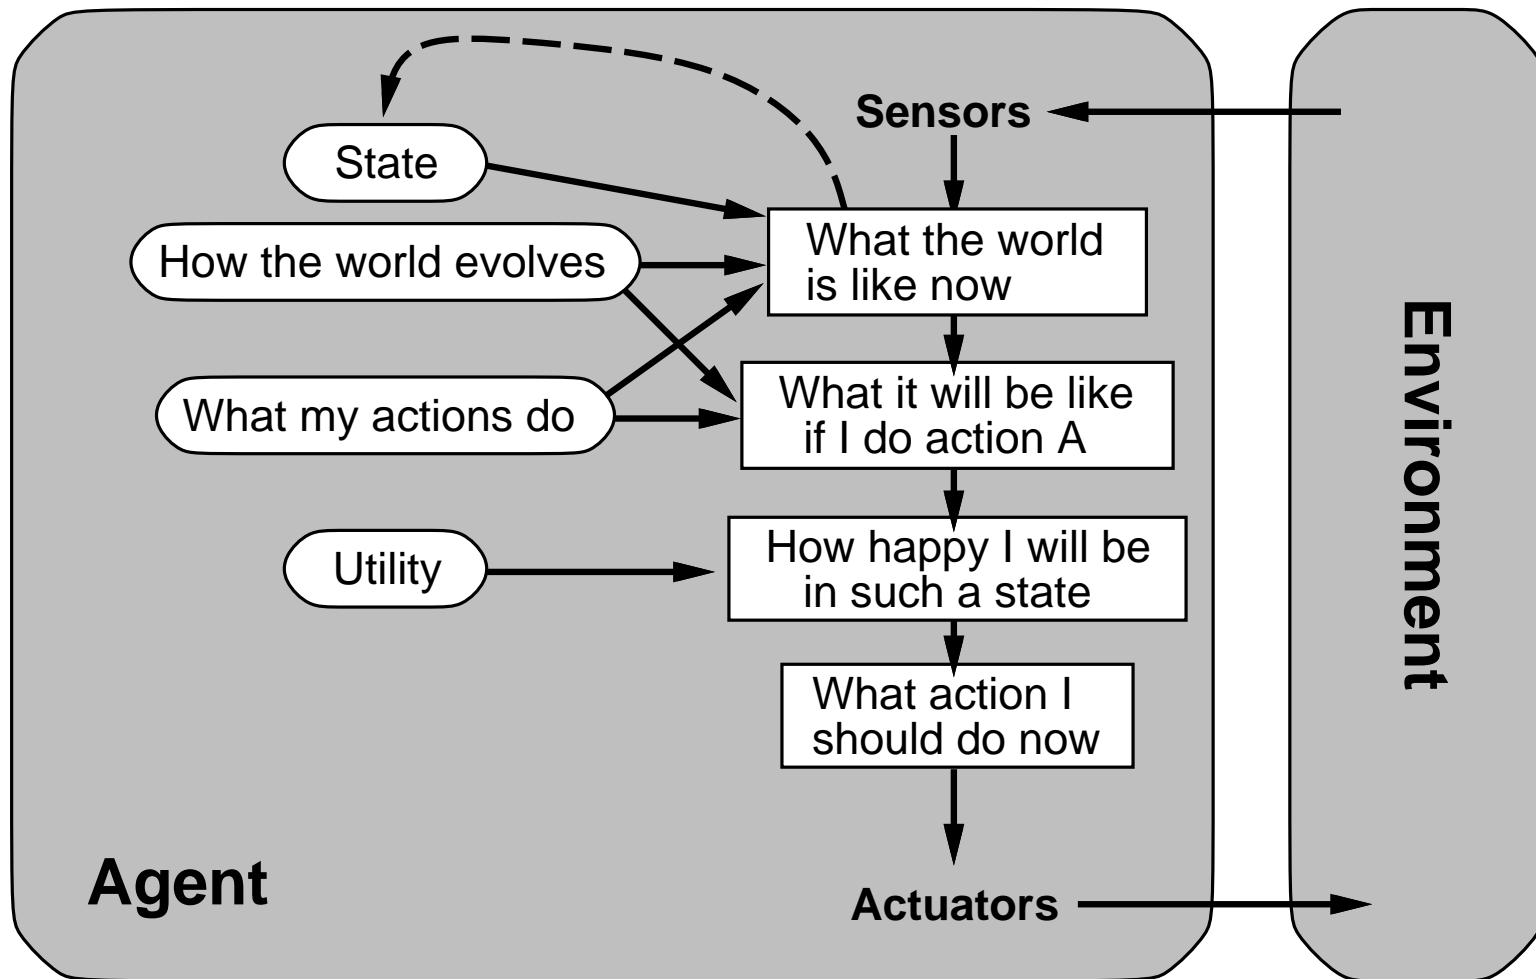 Sensors
State
What the world
is like now
How the world evolves
What it will be like
if I do action A
What my actions do
How happy I will be
in such a state
Utility
What action I
should do now
Agent
Actuators
Environment